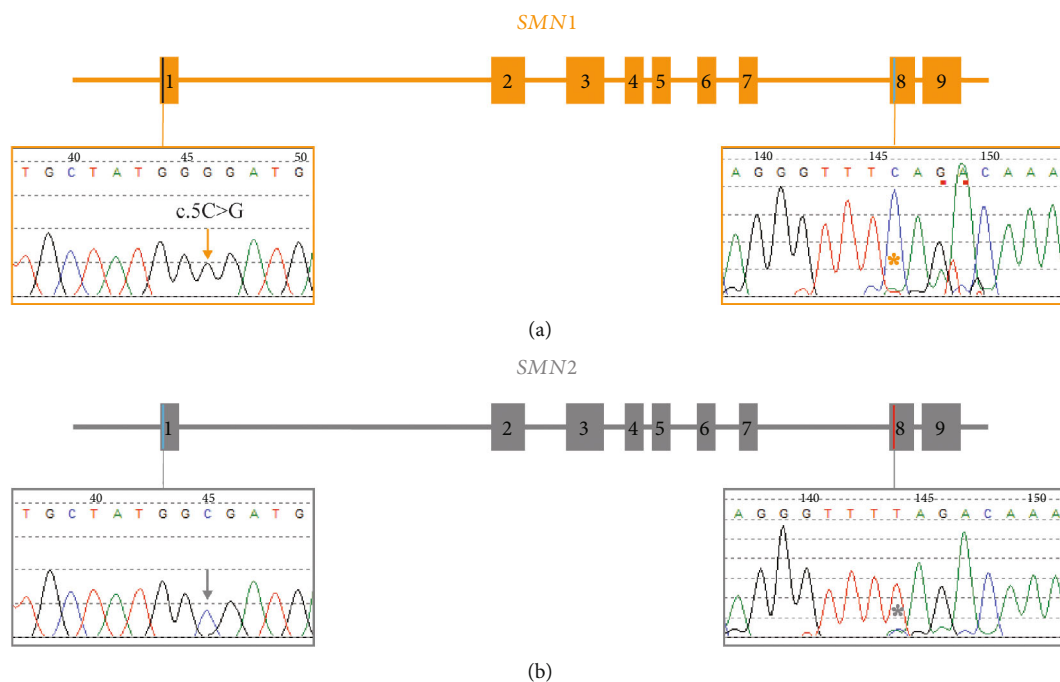 SMN1
1 2 3 4 5 6 7 8 9
40 45 50
T G C T A T G G G G A T G
c.5C>G
140 145 150
A G G G T T T C A G A C A A A
*
(a)
SMN2
1 2 3 4 5 6 7 8 9
40 45
T G C T A T G G C G A T G
140 145 150
A G G G T T T T A G A C A A A
*
(b)